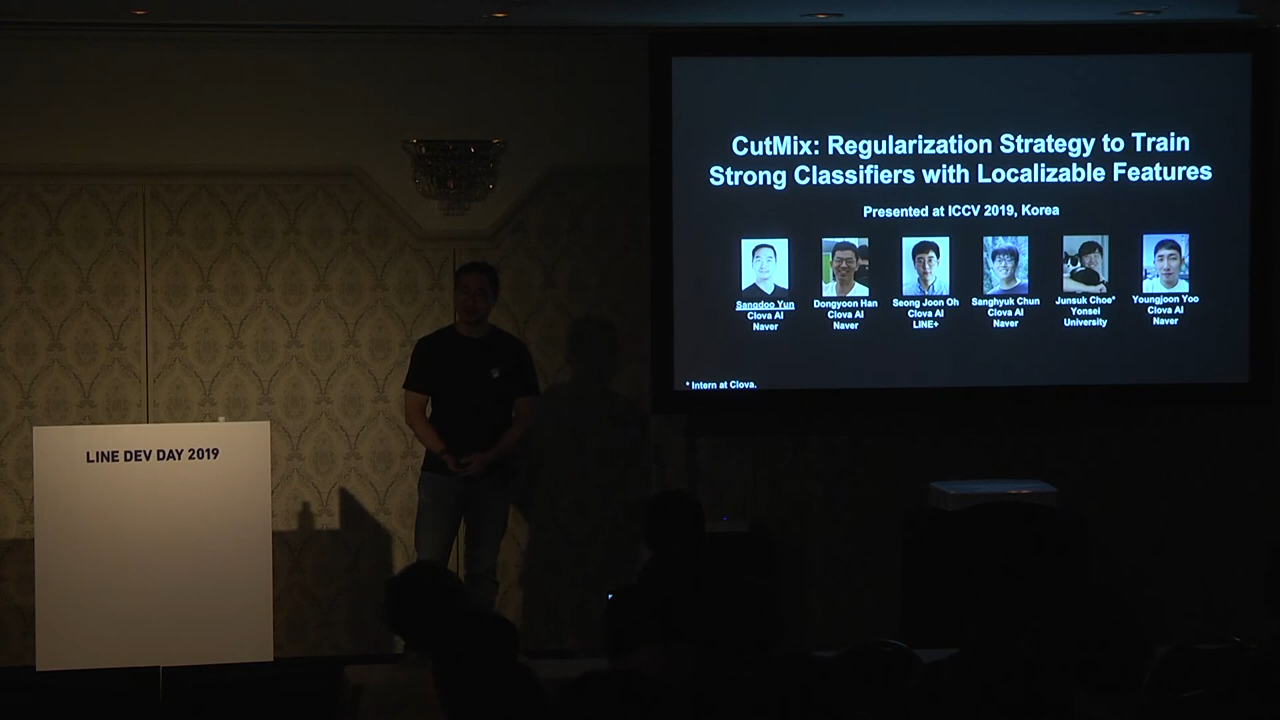 LINE DEV DAY 2019
CutMix: Regularization Strategy to Train
Strong Classifiers with Localizable Features
Presented at ICCV 2019, Korea
Sangdoo Yun
Clova AI
Naver
Dongyoon Han
Clova AI
Naver
Seong Joon Oh
Clova AI
LINE+
Sanghyuk Chun
Clova AI
Naver
Junsuk Choe*
Yonsei
University
Youngjoon Yoo
Clova AI
Naver
* Intern at Clova.